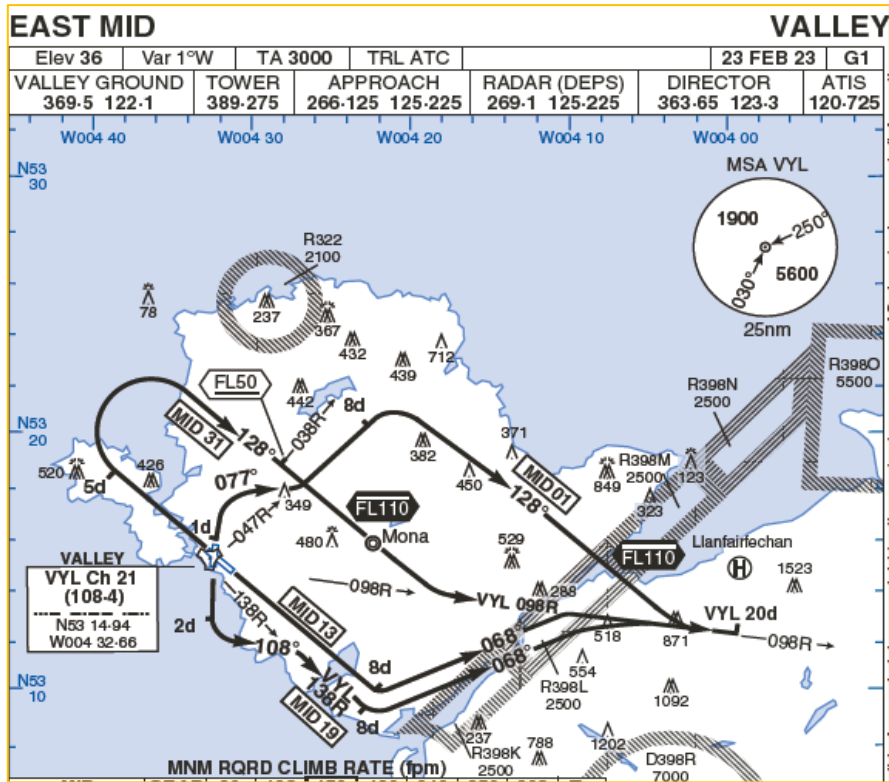 EAST MID VALLEY
Elev 36 Var 1°W TA 3000 TRL ATC 23 FEB 23 G1
VALLEY GROUND TOWER APPROACH RADAR (DEPS) DIRECTOR ATIS
369·5 122·1 389·275 266·125 125·225 269·1 125·225 363·65 123·3 120·725
W004 40 W004 30 W004 20 W004 10 W004 00
N53
30
MSA VYL
1900
250°
5600
030°
25nm
R322
2100
78
237
367
432
439
712
R398N
2500
R398O
5500
FL50
442
038R
8d
MID 31
128°
N53
20
382
371
R398M
2500
123
520
426
5d
077°
450
MID01
128°
849
323
349
047R
1d
FL110
480
Mona
529
FL110
Llanfairfechan
H
1523
VALLEY
VYL Ch 21
(108·4)
N53 14·94
W004 32·66
138R
098R
VYL 098R
288
2d
MID13
068°
518
871
VYL 20d
098R
108°
VYL
138R
8d
068°
554
N53
10
MID19
8d
R398L
2500
1092
237
R398K
2500
788
1202
D398R
7000
MNM RQRD CLIMB RATE (fpm)